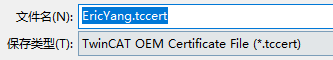 文件名(N): EricYang.tccert
保存类型(T): TwinCAT OEM Certificate File (*.tccert)